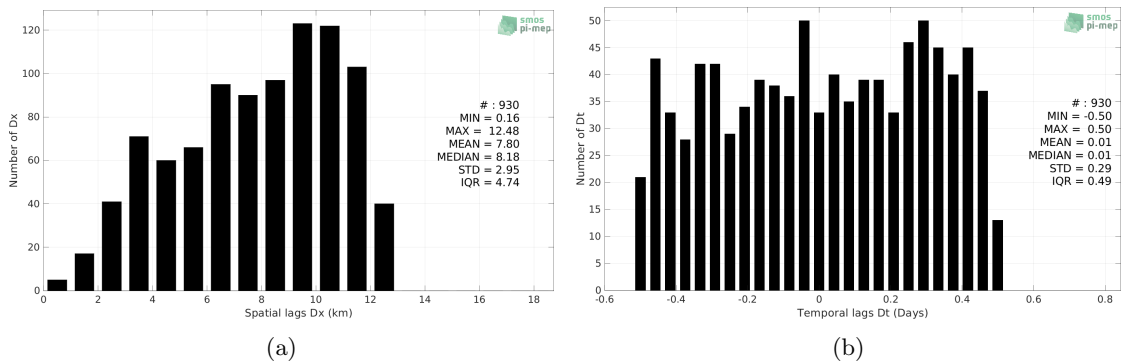 120
100
80
60
40
20
0
Number of Dx
0 2 4 6 8 10 12 14 16 18
Spatial lags Dx (km)
smos
pi-mep
# : 930
MIN = 0.16
MAX = 12.48
MEAN = 7.80
MEDIAN = 8.18
STD = 2.95
IQR = 4.74
(a)
50
45
40
35
30
25
20
15
10
5
0
Number of Dt
-0.6 -0.4 -0.2 0 0.2 0.4 0.6 0.8
Temporal lags Dt (Days)
smos
pi-mep
# : 930
MIN = -0.50
MAX = 0.50
MEAN = 0.01
MEDIAN = 0.01
STD = 0.29
IQR = 0.49
(b)